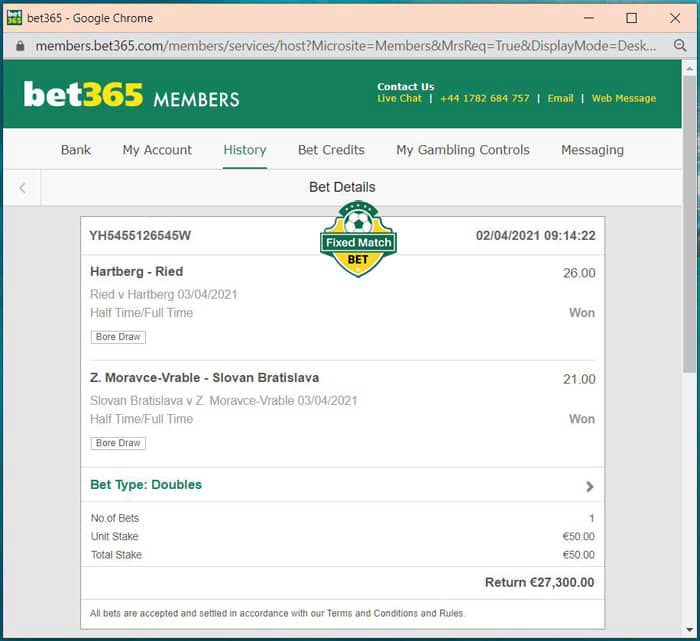 bet365 - Google Chrome
members.bet365.com/members/services/host?Microsite=Members&MrsReq=True&DisplayMode=Desk...
bet365 MEMBERS
Contact Us
Live Chat | +44 1782 684 757 | Email | Web Message
Bank My Account History Bet Credits My Gambling Controls Messaging
Bet Details
Fixed Match
BET
YH5455126545W 02/04/2021 09:14:22
Hartberg - Ried 26.00
Ried v Hartberg 03/04/2021
Half Time/Full Time Won
Bore Draw
Z. Moravce-Vrable - Slovan Bratislava 21.00
Slovan Bratislava v Z. Moravce-Vrable 03/04/2021
Half Time/Full Time Won
Bore Draw
Bet Type: Doubles
No.of Bets 1
Unit Stake €50.00
Total Stake €50.00
Return €27,300.00
All bets are accepted and settled in accordance with our Terms and Conditions and Rules.